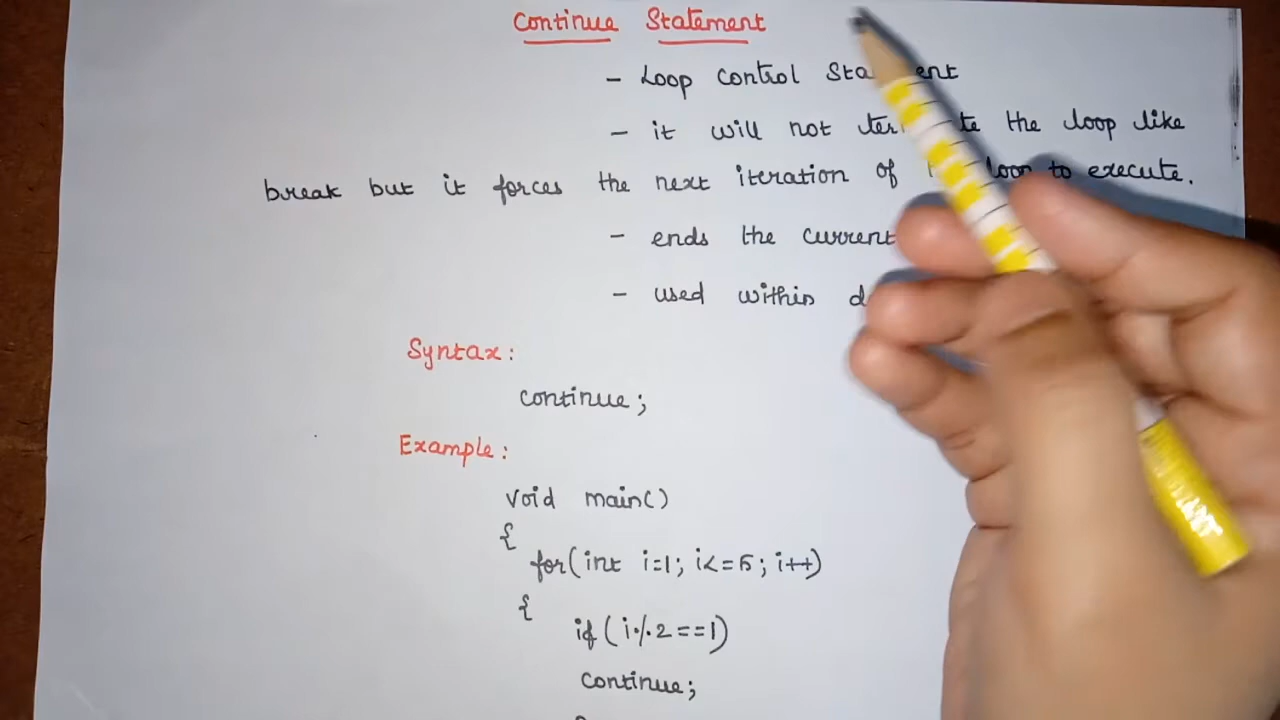 Continue Statement
- Loop control Sta ent
- it will not ter te the loop like
break but it forces the next iteration of loop to execute.
- ends the current
- used within d
Syntax:
continue;
Example:
void main()
{
for(int i=1; i<=5; i++)
{
if(i%2==1)
continue;